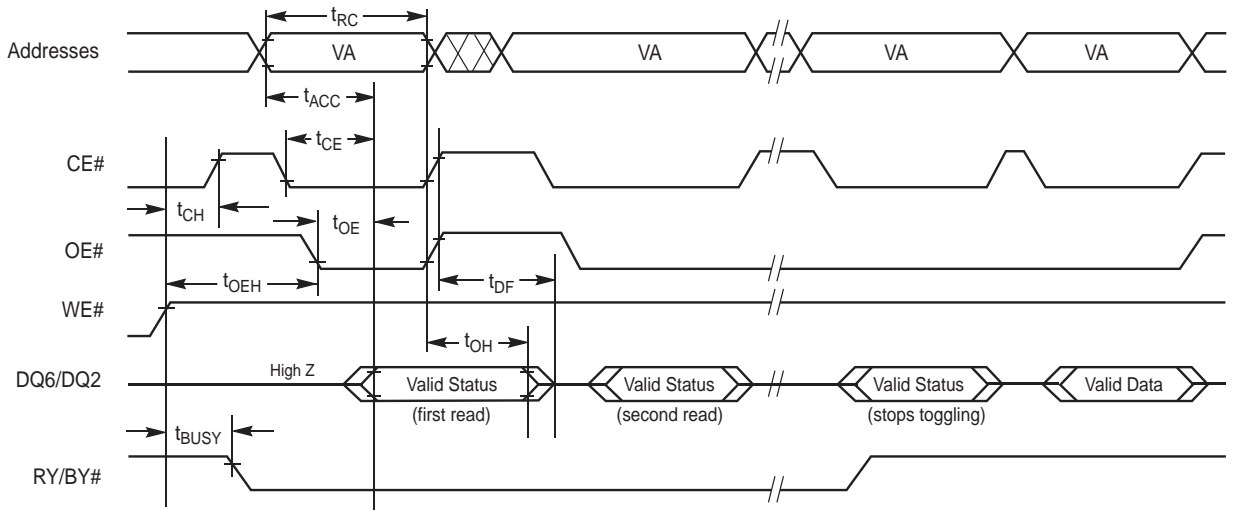 tRC
Addresses VA VA VA VA
tACC
tCE
CE#
tCH tOE
OE#
tOEH tDF
WE#
tOH
DQ6/DQ2 High Z Valid Status Valid Status Valid Status Valid Data
(first read) (second read) (stops toggling)
tBUSY
RY/BY#